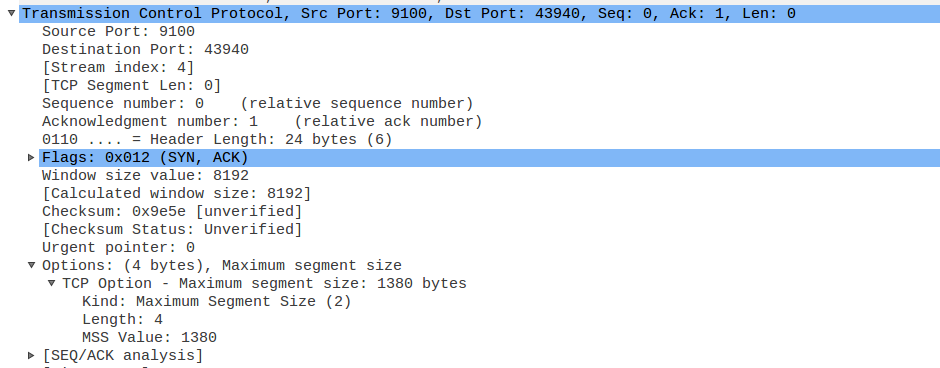 Transmission Control Protocol, Src Port: 9100, Dst Port: 43940, Seq: 0, Ack: 1, Len: 0
Source Port: 9100
Destination Port: 43940
[Stream index: 4]
[TCP Segment Len: 0]
Sequence number: 0    (relative sequence number)
Acknowledgment number: 1    (relative ack number)
0110 .... = Header Length: 24 bytes (6)
Flags: 0x012 (SYN, ACK)
Window size value: 8192
[Calculated window size: 8192]
Checksum: 0x9e5e [unverified]
[Checksum Status: Unverified]
Urgent pointer: 0
Options: (4 bytes), Maximum segment size
TCP Option - Maximum segment size: 1380 bytes
Kind: Maximum Segment Size (2)
Length: 4
MSS Value: 1380
[SEQ/ACK analysis]